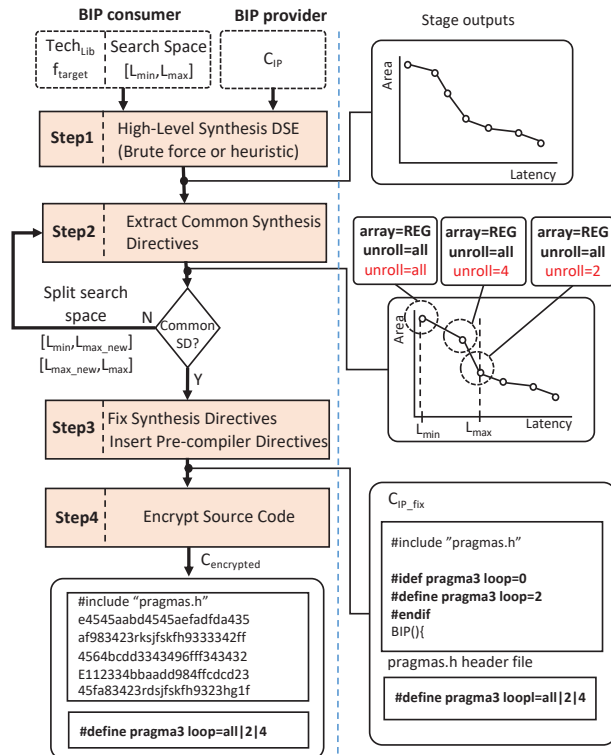 BIP consumer
BIP provider
Stage outputs
Tech_Lib
f_target
Search Space
[L_min,L_max]
C_IP
Step1
High-Level Synthesis DSE
(Brute force or heuristic)
Area
Latency
Step2
Extract Common Synthesis
Directives
array=REG
unroll=all
unroll=all
array=REG
unroll=all
unroll=4
array=REG
unroll=all
unroll=2
Split search
space
[L_min,L_max_new]
[L_max_new,L_max]
N
Common
SD?
Y
Area
Latency
L_min
L_max
Step3
Fix Synthesis Directives
Insert Pre-compiler Directives
Step4
Encrypt Source Code
C_encrypted
#include "pragmas.h"
e4545aabd4545aefadfda435
af983423rksjfskfh9333342ff
4564bcdd3343496fff343432
E112334bbaadd984ffcdcd23
45fa83423rdsjfskfh9323hg1f
#define pragma3 loop=all|2|4
C_IP_fix
#include ”pragmas.h”
#idef pragma3 loop=0
#define pragma3 loop=2
#endif
BIP(){
pragmas.h header file
#define pragma3 loopl=all|2|4